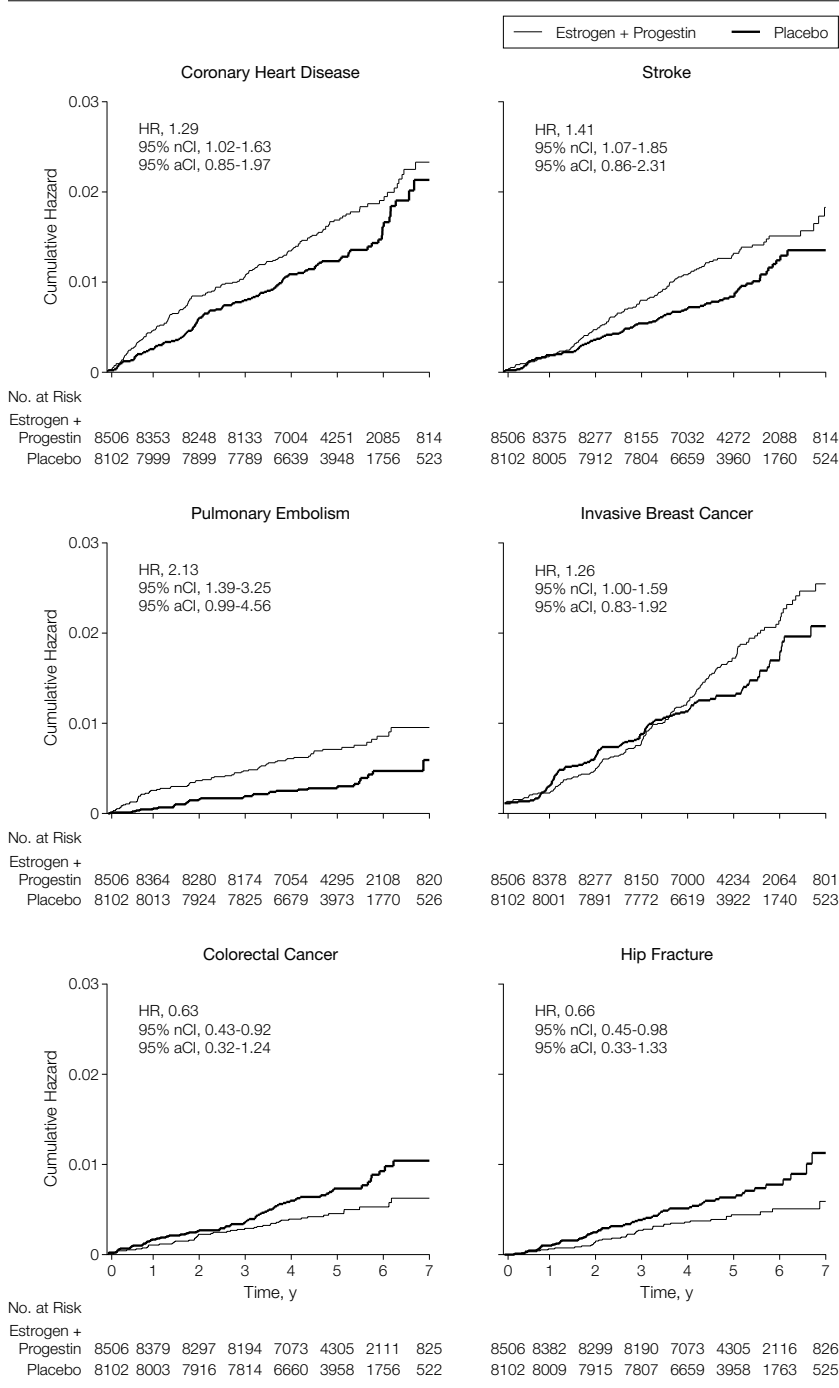 Estrogen + Progestin Placebo
Coronary Heart Disease
Stroke
0.03
0.02
0.01
0
Cumulative Hazard
HR, 1.29
95% nCI, 1.02-1.63
95% aCI, 0.85-1.97
HR, 1.41
95% nCI, 1.07-1.85
95% aCI, 0.86-2.31
No. at Risk
Estrogen +
Progestin 8506 8353 8248 8133 7004 4251 2085 814 8506 8375 8277 8155 7032 4272 2088 814
Placebo 8102 7999 7899 7789 6639 3948 1756 523 8102 8005 7912 7804 6659 3960 1760 524
Pulmonary Embolism
Invasive Breast Cancer
0.03
0.02
0.01
0
Cumulative Hazard
HR, 2.13
95% nCI, 1.39-3.25
95% aCI, 0.99-4.56
HR, 1.26
95% nCI, 1.00-1.59
95% aCI, 0.83-1.92
No. at Risk
Estrogen +
Progestin 8506 8364 8280 8174 7054 4295 2108 820 8506 8378 8277 8150 7000 4234 2064 801
Placebo 8102 8013 7924 7825 6679 3973 1770 526 8102 8001 7891 7772 6619 3922 1740 523
Colorectal Cancer
Hip Fracture
0.03
0.02
0.01
0
Cumulative Hazard
HR, 0.63
95% nCI, 0.43-0.92
95% aCI, 0.32-1.24
HR, 0.66
95% nCI, 0.45-0.98
95% aCI, 0.33-1.33
0 1 2 3 4 5 6 7 0 1 2 3 4 5 6 7
Time, y Time, y
No. at Risk
Estrogen +
Progestin 8506 8379 8297 8194 7073 4305 2111 825 8506 8382 8299 8190 7073 4305 2116 826
Placebo 8102 8003 7916 7814 6660 3958 1756 522 8102 8009 7915 7807 6659 3958 1763 525